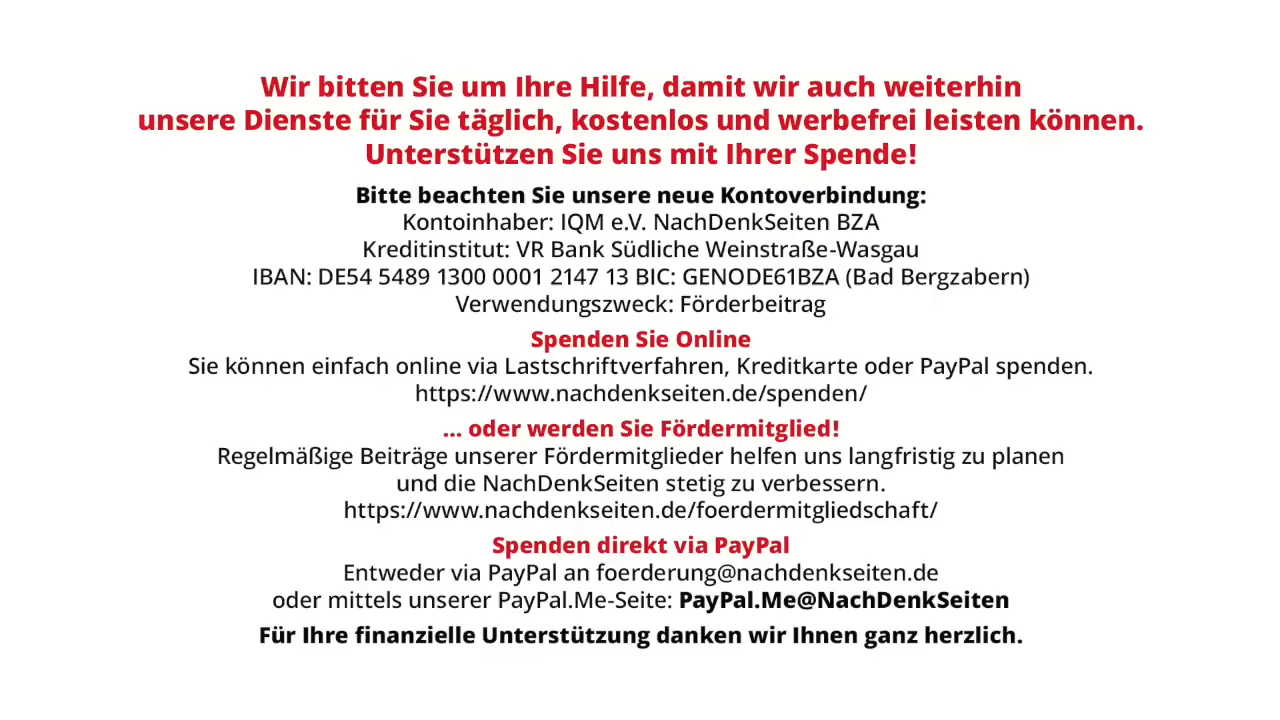 Wir bitten Sie um Ihre Hilfe, damit wir auch weiterhin
unsere Dienste für Sie täglich, kostenlos und werbefrei leisten können.
Unterstützen Sie uns mit Ihrer Spende!
Bitte beachten Sie unsere neue Kontoverbindung:
Kontoinhaber: IQM e.V. NachDenkSeiten BZA
Kreditinstitut: VR Bank Südliche Weinstraße-Wasgau
IBAN: DE54 5489 1300 0001 2147 13 BIC: GENODE61BZA (Bad Bergzabern)
Verwendungszweck: Förderbeitrag
Spenden Sie Online
Sie können einfach online via Lastschriftverfahren, Kreditkarte oder PayPal spenden.
https://www.nachdenkseiten.de/spenden/
... oder werden Sie Fördermitglied!
Regelmäßige Beiträge unserer Fördermitglieder helfen uns langfristig zu planen
und die NachDenkSeiten stetig zu verbessern.
https://www.nachdenkseiten.de/foerdermitgliedschaft/
Spenden direkt via PayPal
Entweder via PayPal an foerderung@nachdenkseiten.de
oder mittels unserer PayPal.Me-Seite: PayPal.Me@NachDenkSeiten
Für Ihre finanzielle Unterstützung danken wir Ihnen ganz herzlich.